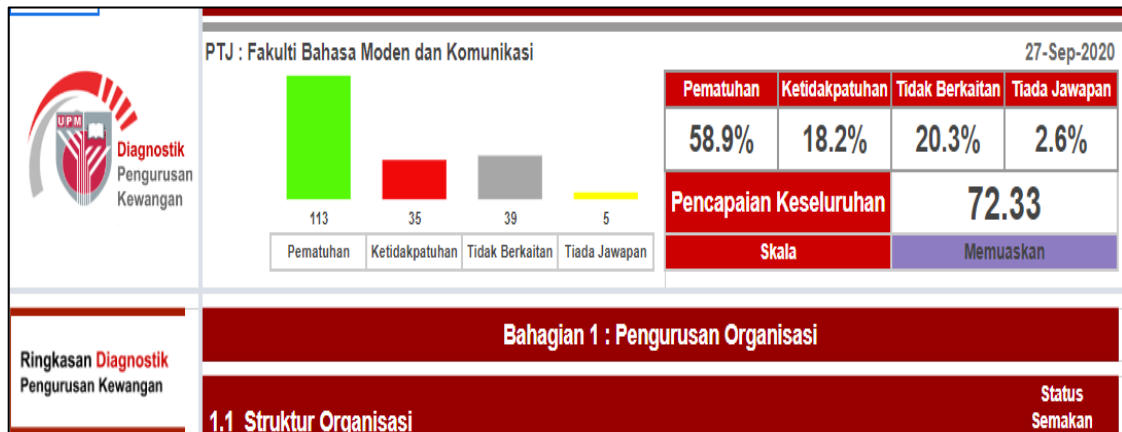 PTJ : Fakulti Bahasa Moden dan Komunikasi
27-Sep-2020
UPM
Diagnostik
Pengurusan
Kewangan
113 35 39 5
Pematuhan Ketidakpatuhan Tidak Berkaitan Tiada Jawapan
Pematuhan Ketidakpatuhan Tidak Berkaitan Tiada Jawapan
58.9% 18.2% 20.3% 2.6%
Pencapaian Keseluruhan 72.33
Skala Memuaskan
Ringkasan Diagnostik
Pengurusan Kewangan
Bahagian 1 : Pengurusan Organisasi
1.1 Struktur Organisasi
Status
Semakan